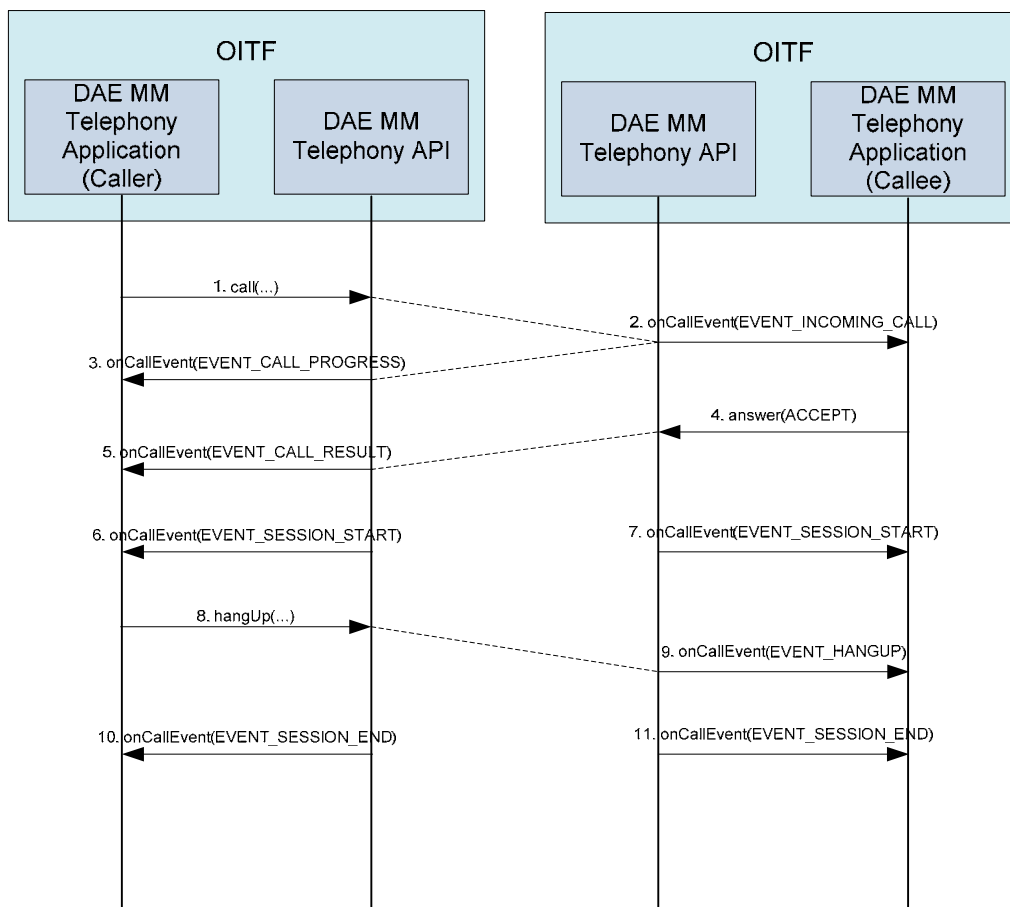 OITF
OITF
DAE MM
Telephony
Application
(Caller)
DAE MM
Telephony API
DAE MM
Telephony API
DAE MM
Telephony
Application
(Callee)
1. call(...)
2. onCallEvent(EVENT_INCOMING_CALL)
3. onCallEvent(EVENT_CALL_PROGRESS)
4. answer(ACCEPT)
5. onCallEvent(EVENT_CALL_RESULT)
6. onCallEvent(EVENT_SESSION_START)
7. onCallEvent(EVENT_SESSION_START)
8. hangUp(...)
9. onCallEvent(EVENT_HANGUP)
10. onCallEvent(EVENT_SESSION_END)
11. onCallEvent(EVENT_SESSION_END)